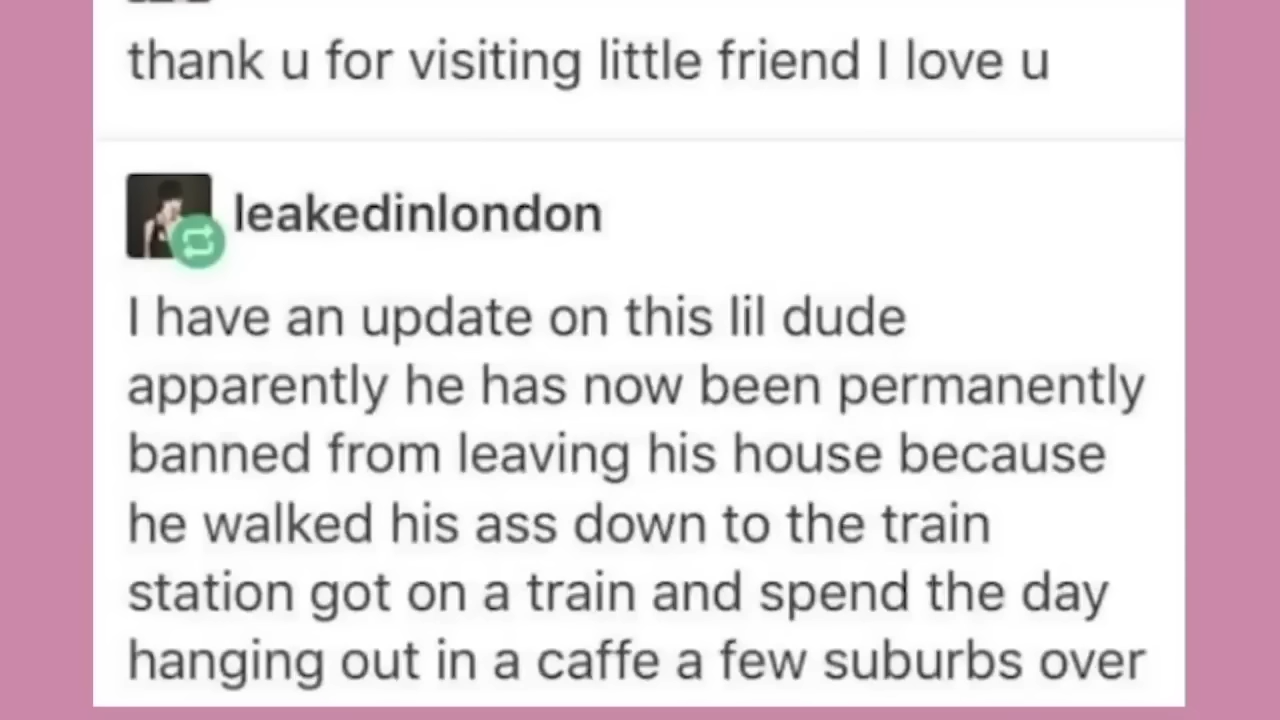 thank u for visiting little friend I love u
leakedinlondon
I have an update on this lil dude
apparently he has now been permanently
banned from leaving his house because
he walked his ass down to the train
station got on a train and spend the day
hanging out in a caffe a few suburbs over